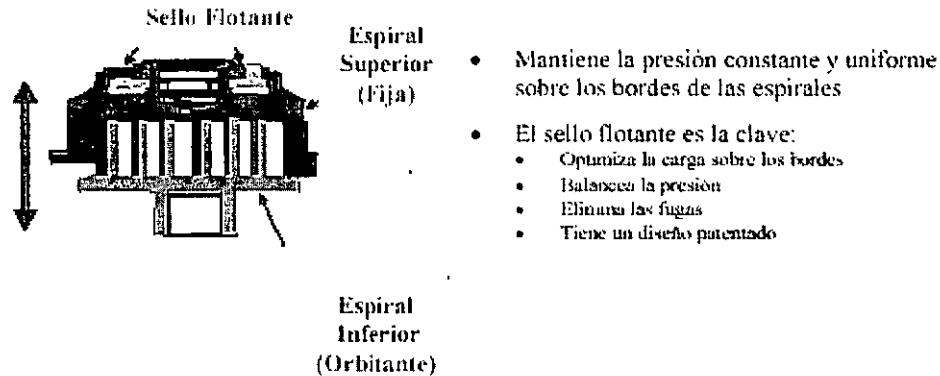 Sello Flotante
Espiral
Superior
(Fija)
• Mantiene la presión constante y uniforme
sobre los bordes de las espirales
• El sello flotante es la clave:
• Optimiza la carga sobre los bordes
• Balancea la presión
• Elimina las fugas
• Tiene un diseño patentado
Espiral
Inferior
(Orbitante)